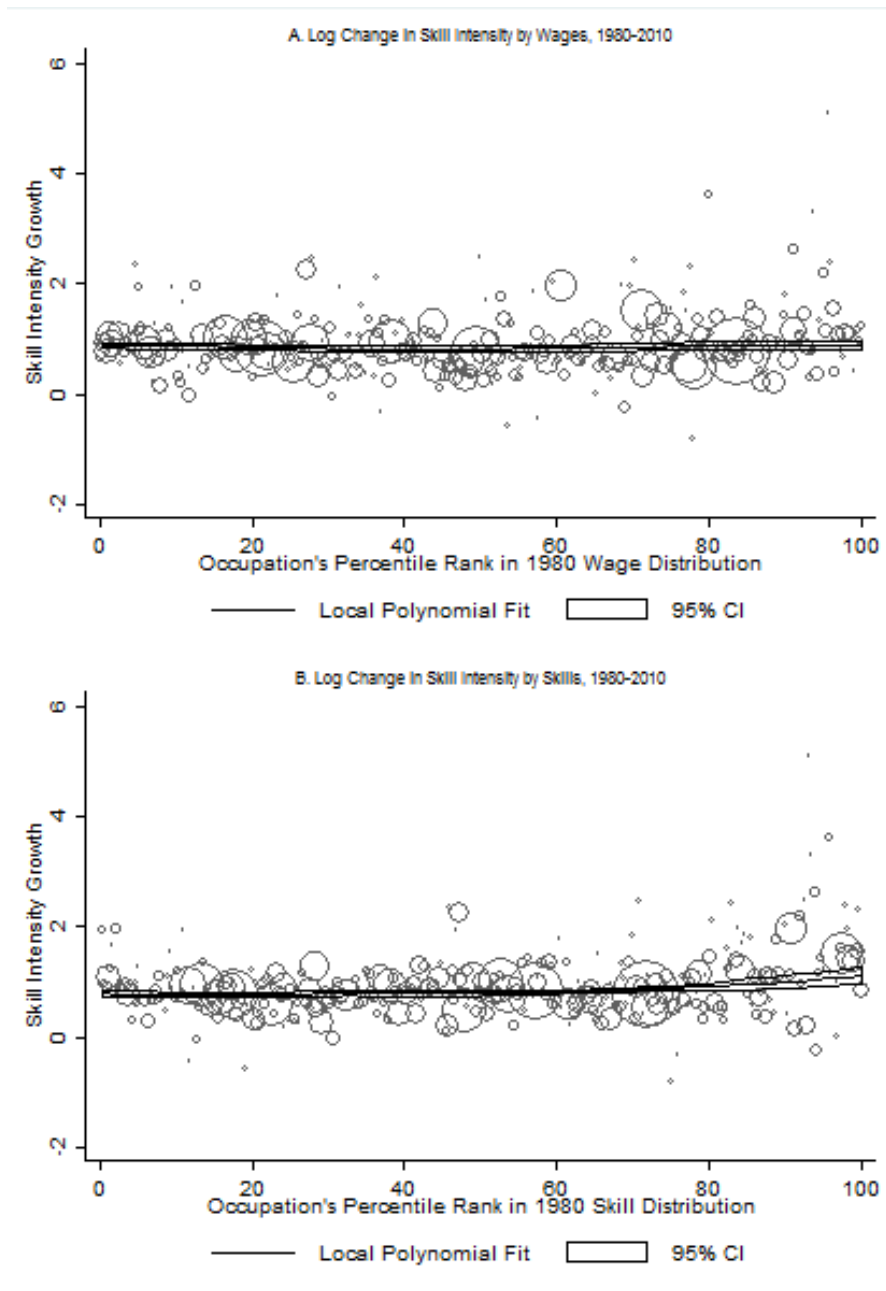 A. Log Change in Skill Intensity by Wages, 1980-2010
Skill Intensity Growth
6
4
2
0
-2
0 20 40 60 80 100
Occupation's Percentile Rank in 1980 Wage Distribution
Local Polynomial Fit 95% CI
B. Log Change in Skill Intensity by Skills, 1980-2010
Skill Intensity Growth
6
4
2
0
-2
0 20 40 60 80 100
Occupation's Percentile Rank in 1980 Skill Distribution
Local Polynomial Fit 95% CI